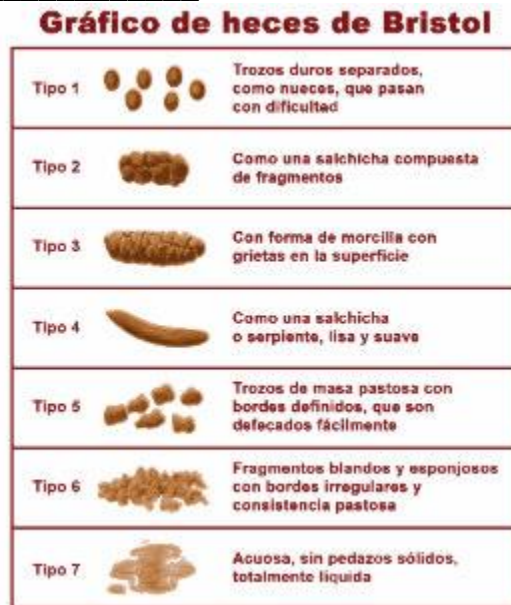 Gráfico de heces de Bristol
Tipo 1
Trozos duros separados,
como nueces, que pasan
con dificulted
Tipo 2
Como una salchicha compuesta
de fragmentos
Tipo 3
Con forma de morcilla con
grietas en la superficie
Tipo 4
Como una salchicha
o serpiente, lisa y suave
Tipo 5
Trozos de masa pastosa con
bordes definidos, que son
defecados fácilmente
Tipo 6
Fragmentos blandos y esponjosos
con bordes irregulares y
consistencia pastosa
Tipo 7
Acuosa, sin pedazos sólidos,
totalmente líquida